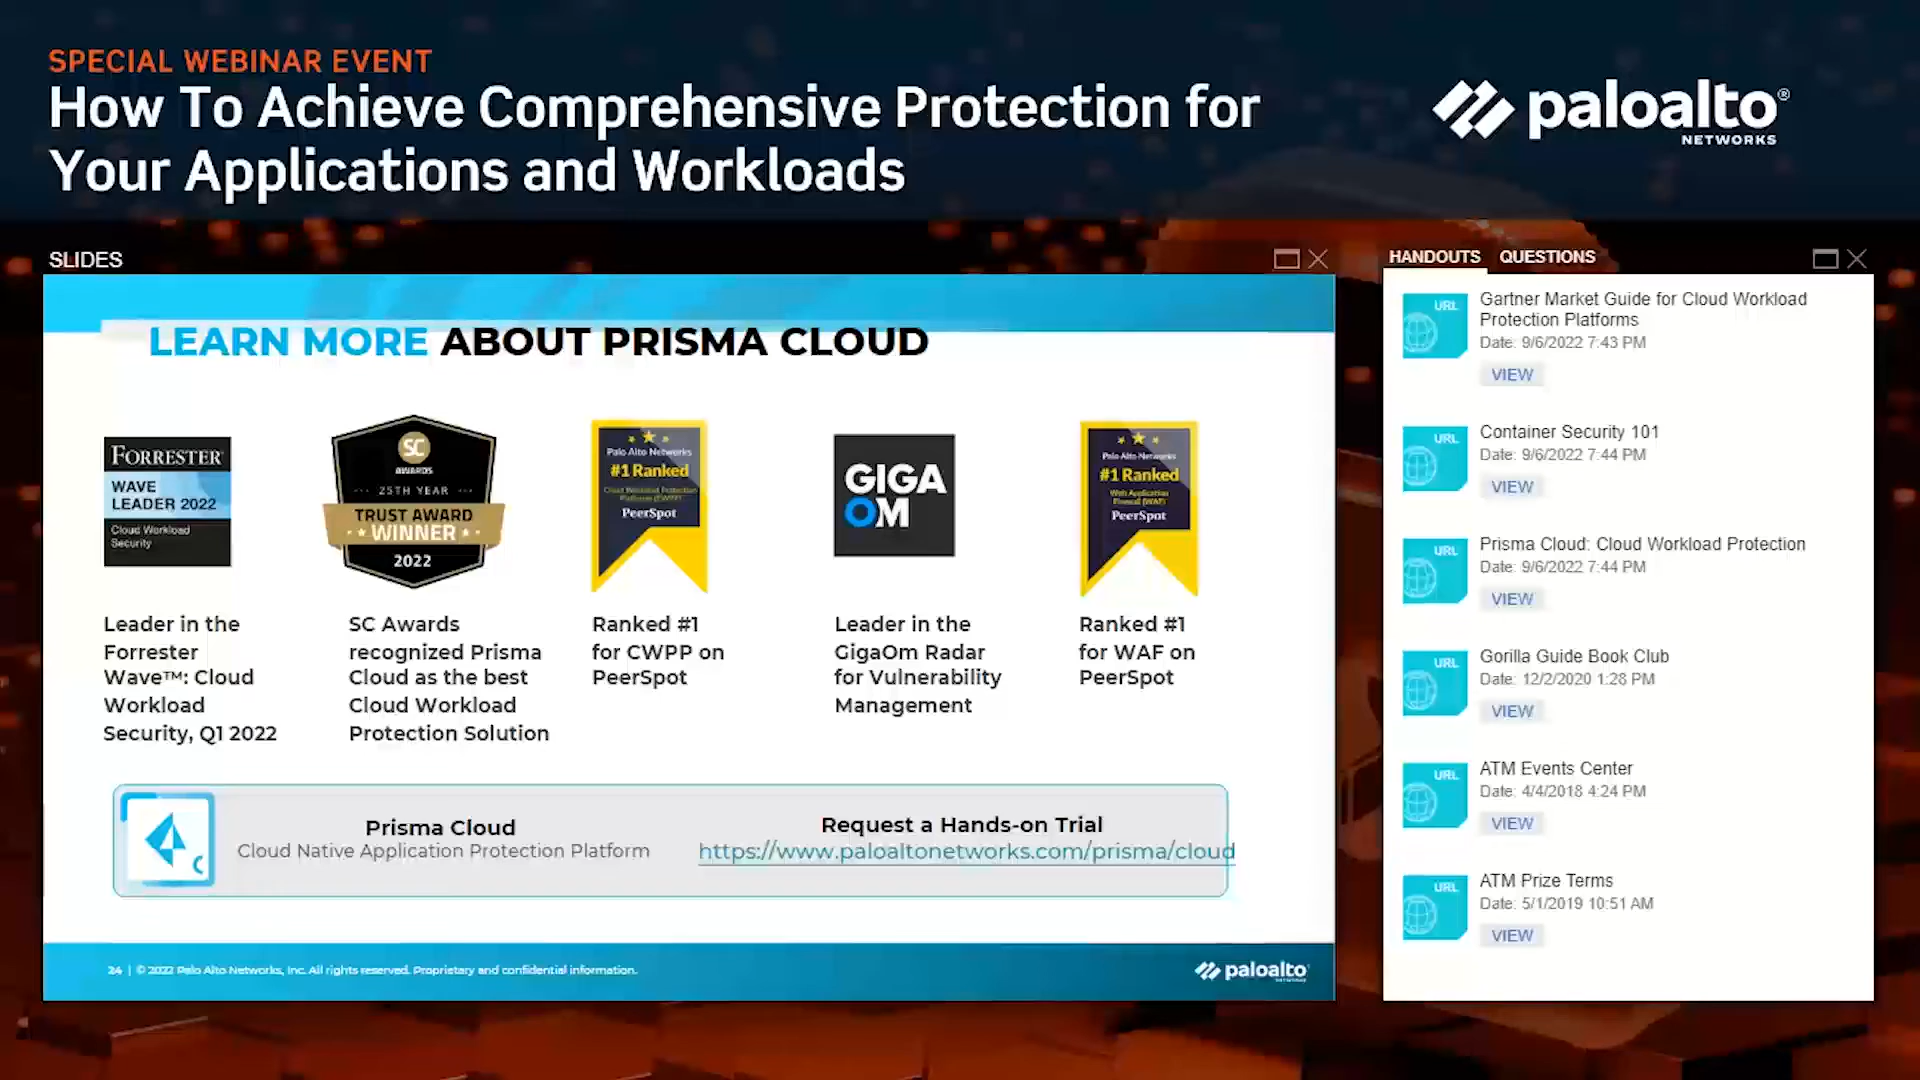 SPECIAL WEBINAR EVENT
How To Achieve Comprehensive Protection for
Your Applications and Workloads
paloalto®
NETWORKS
SLIDES
LEARN MORE ABOUT PRISMA CLOUD
FORRESTER
WAVE
LEADER 2022
Cloud Workload
Security
SC
AWARDS
25TH YEAR
TRUST AWARD
WINNER
2022
Palo Alto Networks
#1 Ranked
Cloud Workload Protection
Platforms (CWPP)
PeerSpot
GIGA
OM
Palo Alto Networks
#1 Ranked
Web Application
Firewall (WAF)
PeerSpot
Leader in the
Forrester
Wave™: Cloud
Workload
Security, Q1 2022
SC Awards
recognized Prisma
Cloud as the best
Cloud Workload
Protection Solution
Ranked #1
for CWPP on
PeerSpot
Leader in the
GigaOm Radar
for Vulnerability
Management
Ranked #1
for WAF on
PeerSpot
Prisma Cloud
Cloud Native Application Protection Platform
Request a Hands-on Trial
https://www.paloaltonetworks.com/prisma/cloud
24 | © 2022 Palo Alto Networks, Inc. All rights reserved. Proprietary and confidential information.
paloalto
NETWORKS
HANDOUTS QUESTIONS
URL
Gartner Market Guide for Cloud Workload
Protection Platforms
Date: 9/6/2022 7:43 PM
VIEW
URL
Container Security 101
Date: 9/6/2022 7:44 PM
VIEW
URL
Prisma Cloud: Cloud Workload Protection
Date: 9/6/2022 7:44 PM
VIEW
URL
Gorilla Guide Book Club
Date: 12/2/2020 1:28 PM
VIEW
URL
ATM Events Center
Date: 4/4/2018 4:24 PM
VIEW
URL
ATM Prize Terms
Date: 5/1/2019 10:51 AM
VIEW